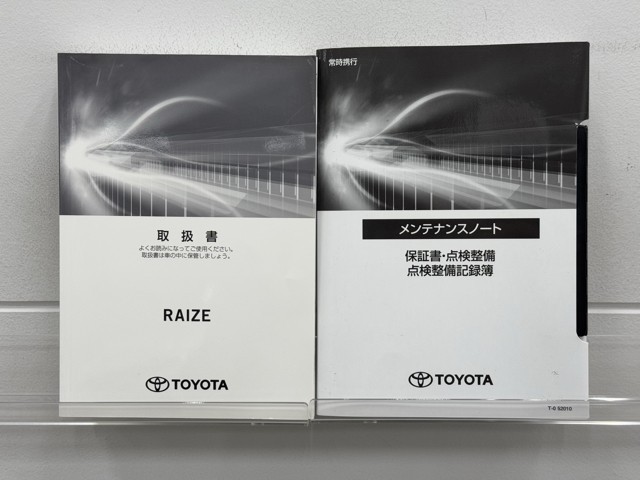 取扱書
よくお読みになってご使用ください。
取扱書は車の中に保管しましょう。
RAIZE
TOYOTA
常時携行
メンテナンスノート
保証書・点検整備
点検整備記録簿
TOYOTA
T-6 92010